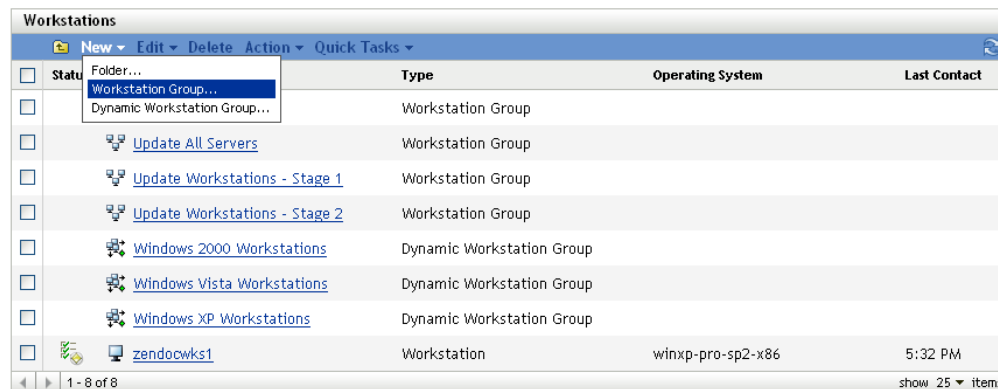 Workstations
New Edit Delete Action Quick Tasks
Statu Type Operating System Last Contact
Folder...
Workstation Group...
Dynamic Workstation Group...
Workstation Group
Update All Servers Workstation Group
Update Workstations - Stage 1 Workstation Group
Update Workstations - Stage 2 Workstation Group
Windows 2000 Workstations Dynamic Workstation Group
Windows Vista Workstations Dynamic Workstation Group
Windows XP Workstations Dynamic Workstation Group
zendocwks1 Workstation winxp-pro-sp2-x86 5:32 PM
1 - 8 of 8 show 25 item